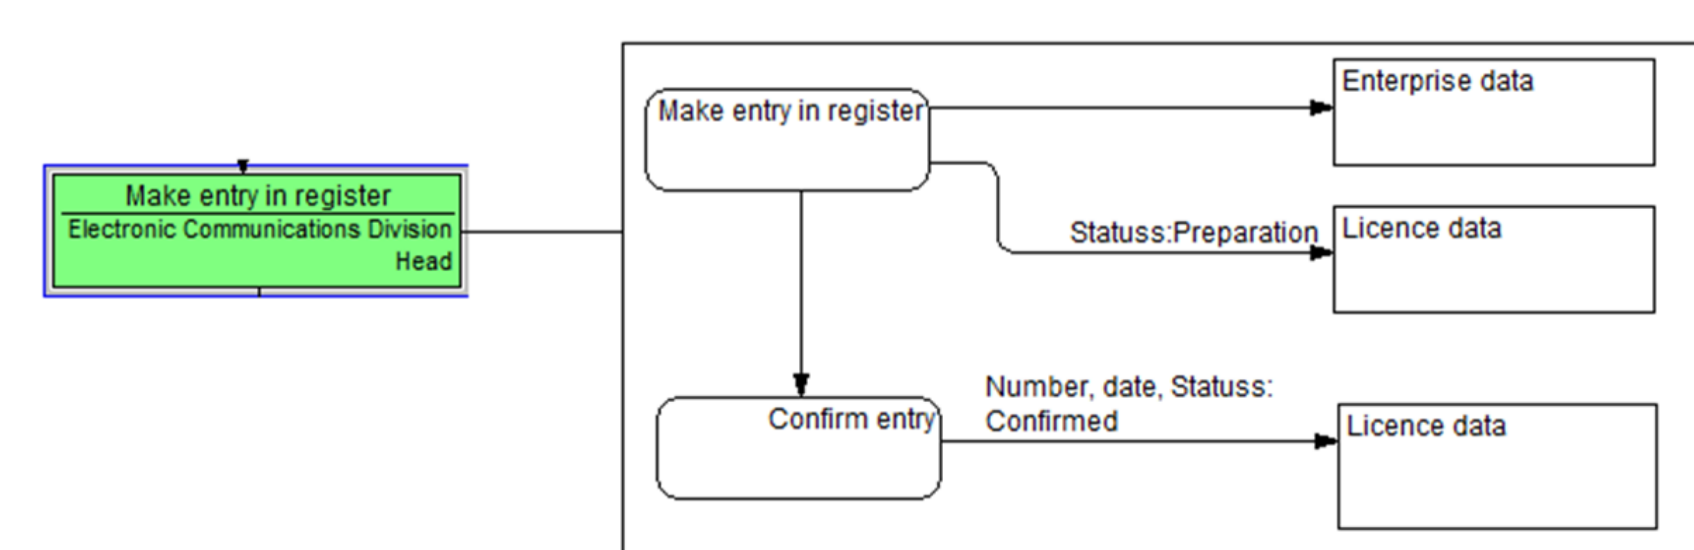 Make entry in register
Electronic Communications Division
Head
Make entry in register
Enterprise data
Statuss:Preparation
Licence data
Confirm entry
Number, date, Statuss:
Confirmed
Licence data